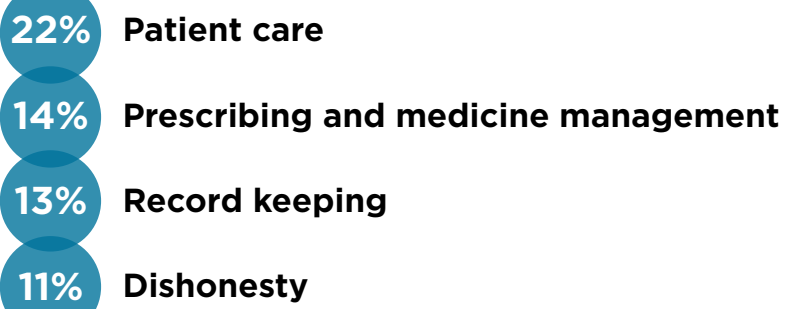 22% Patient care
14% Prescribing and medicine management
13% Record keeping
11% Dishonesty